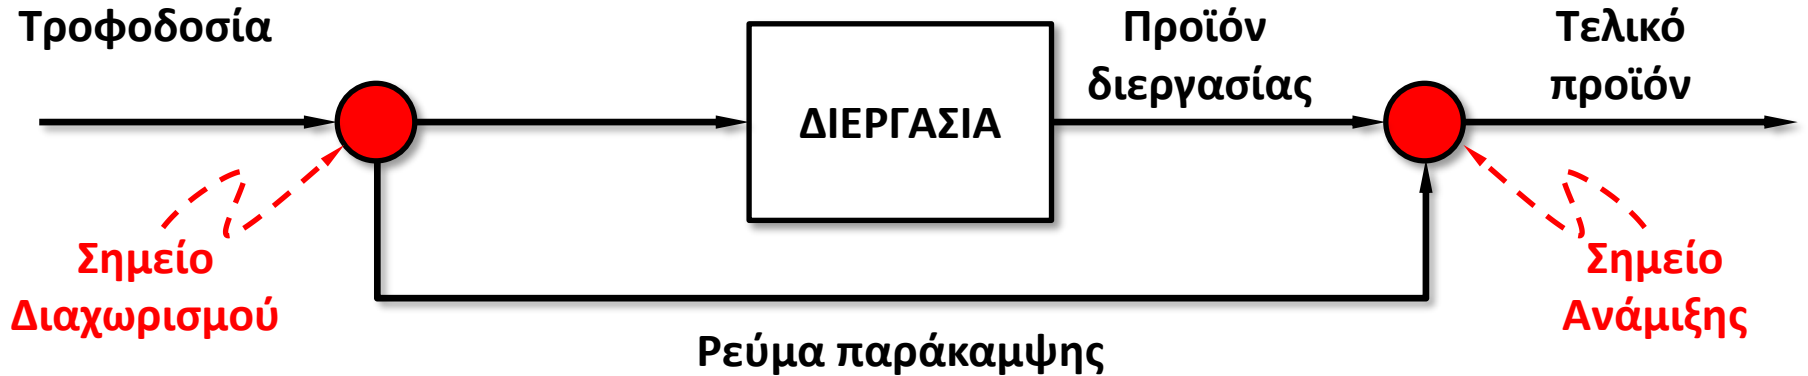 Τροφοδοσία
ΔΙΕΡΓΑΣΙΑ
Προϊόν
διεργασίας
Τελικό
προϊόν
Σημείο
Διαχωρισμού
Σημείο
Ανάμιξης
Ρεύμα παράκαμψης